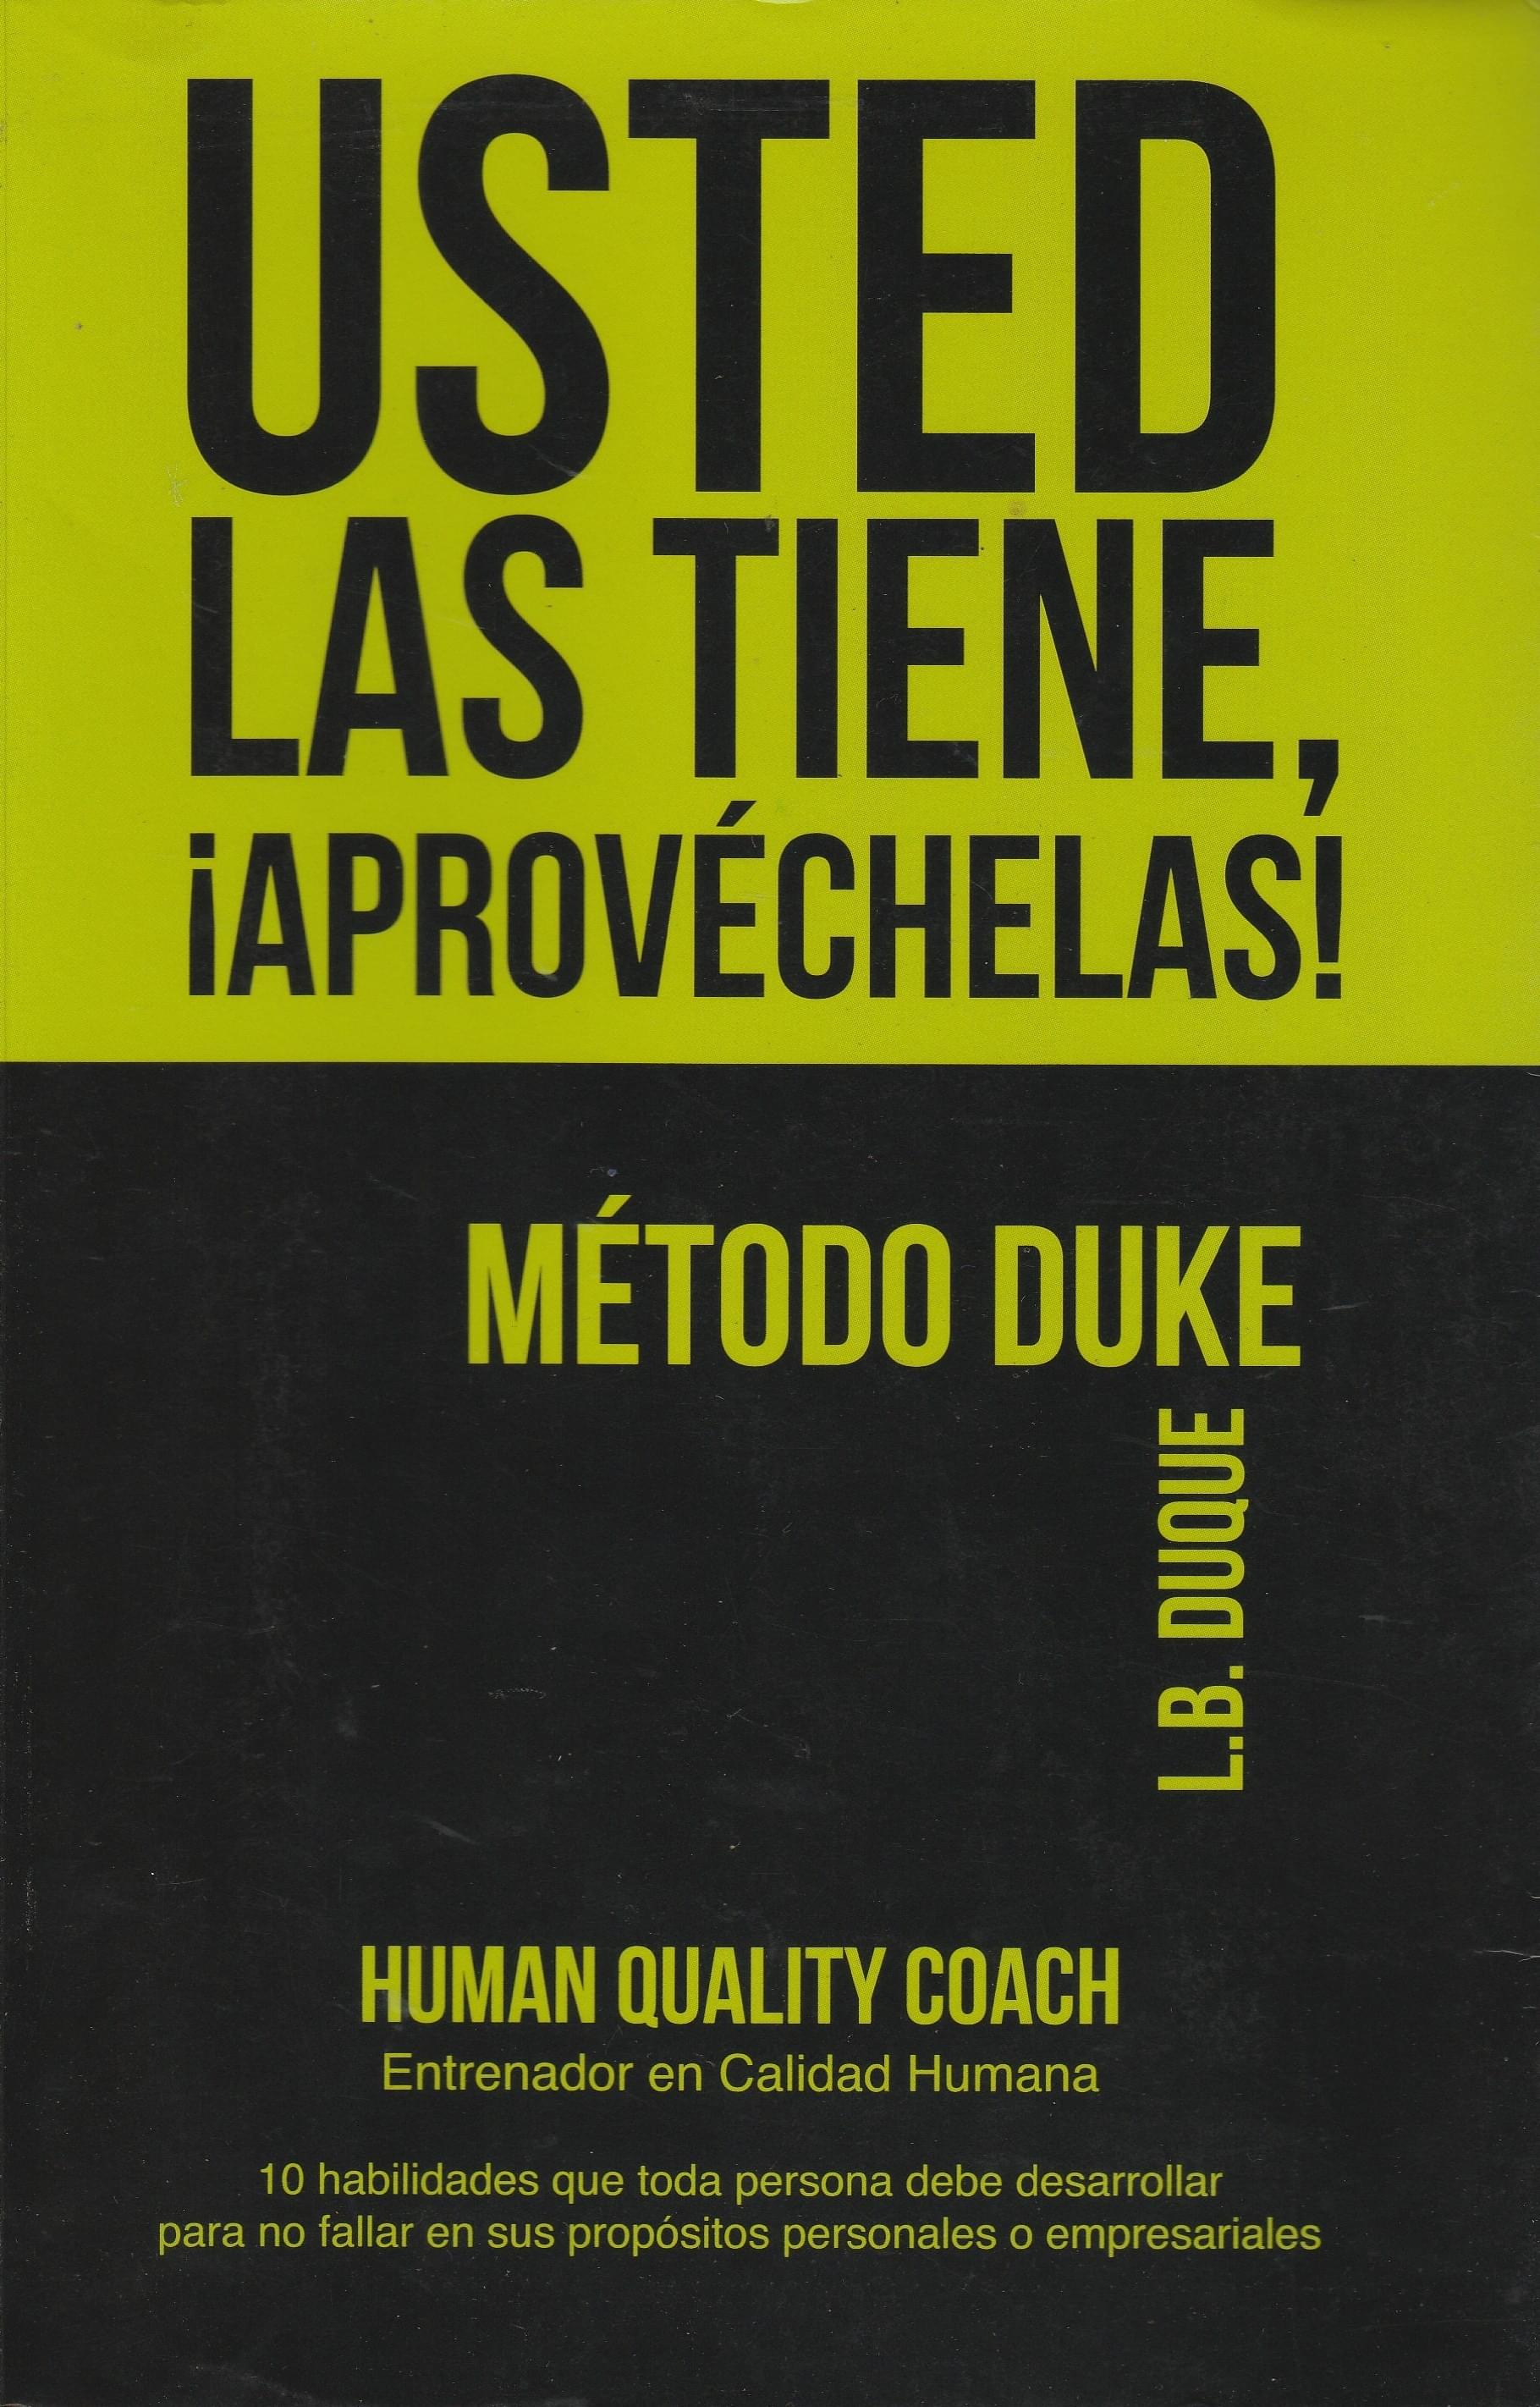 USTED
LAS TIENE,
¡APROVÉCHELAS!
MÉTODO DUKE
L.B. DUQUE
HUMAN QUALITY COACH
Entrenador en Calidad Humana
10 habilidades que toda persona debe desarrollar
para no fallar en sus propósitos personales o empresariales